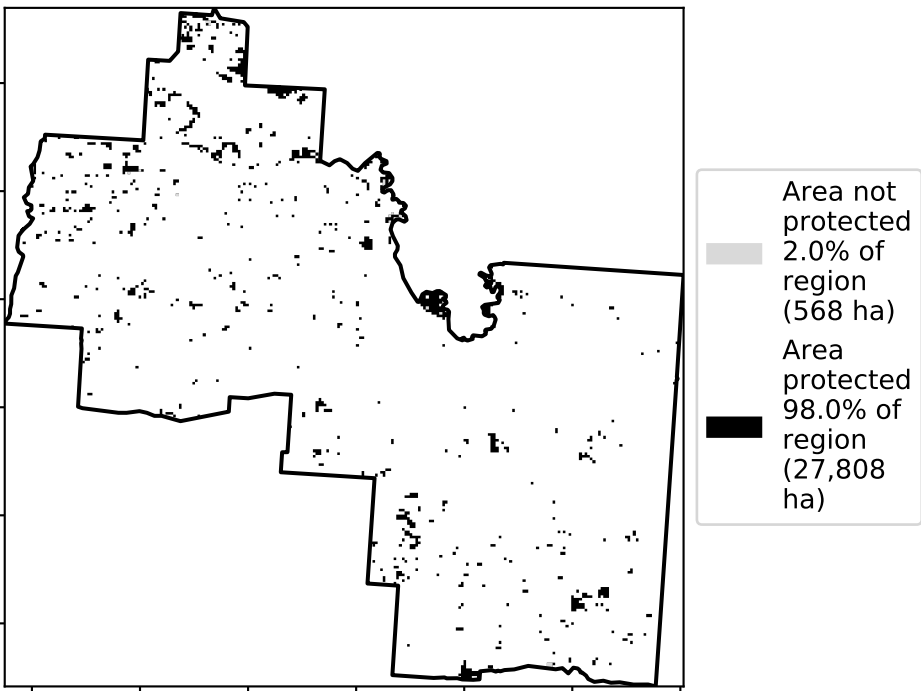 Area not
protected
2.0% of
region
(568 ha)
Area
protected
98.0% of
region
(27,808
ha)